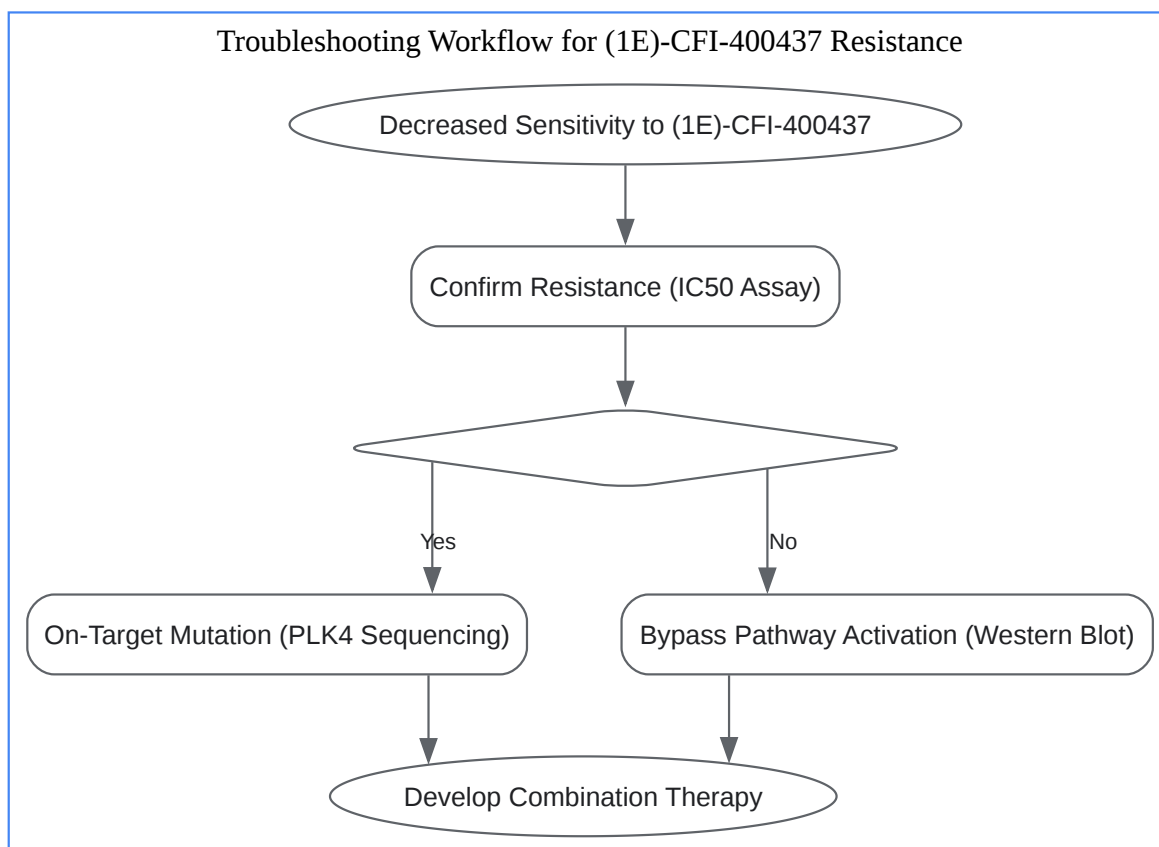 Troubleshooting Workflow for (1E)-CFI-400437 Resistance
Decreased Sensitivity to (1E)-CFI-400437
Confirm Resistance (IC50 Assay)
Yes
No
On-Target Mutation (PLK4 Sequencing)
Bypass Pathway Activation (Western Blot)
Develop Combination Therapy